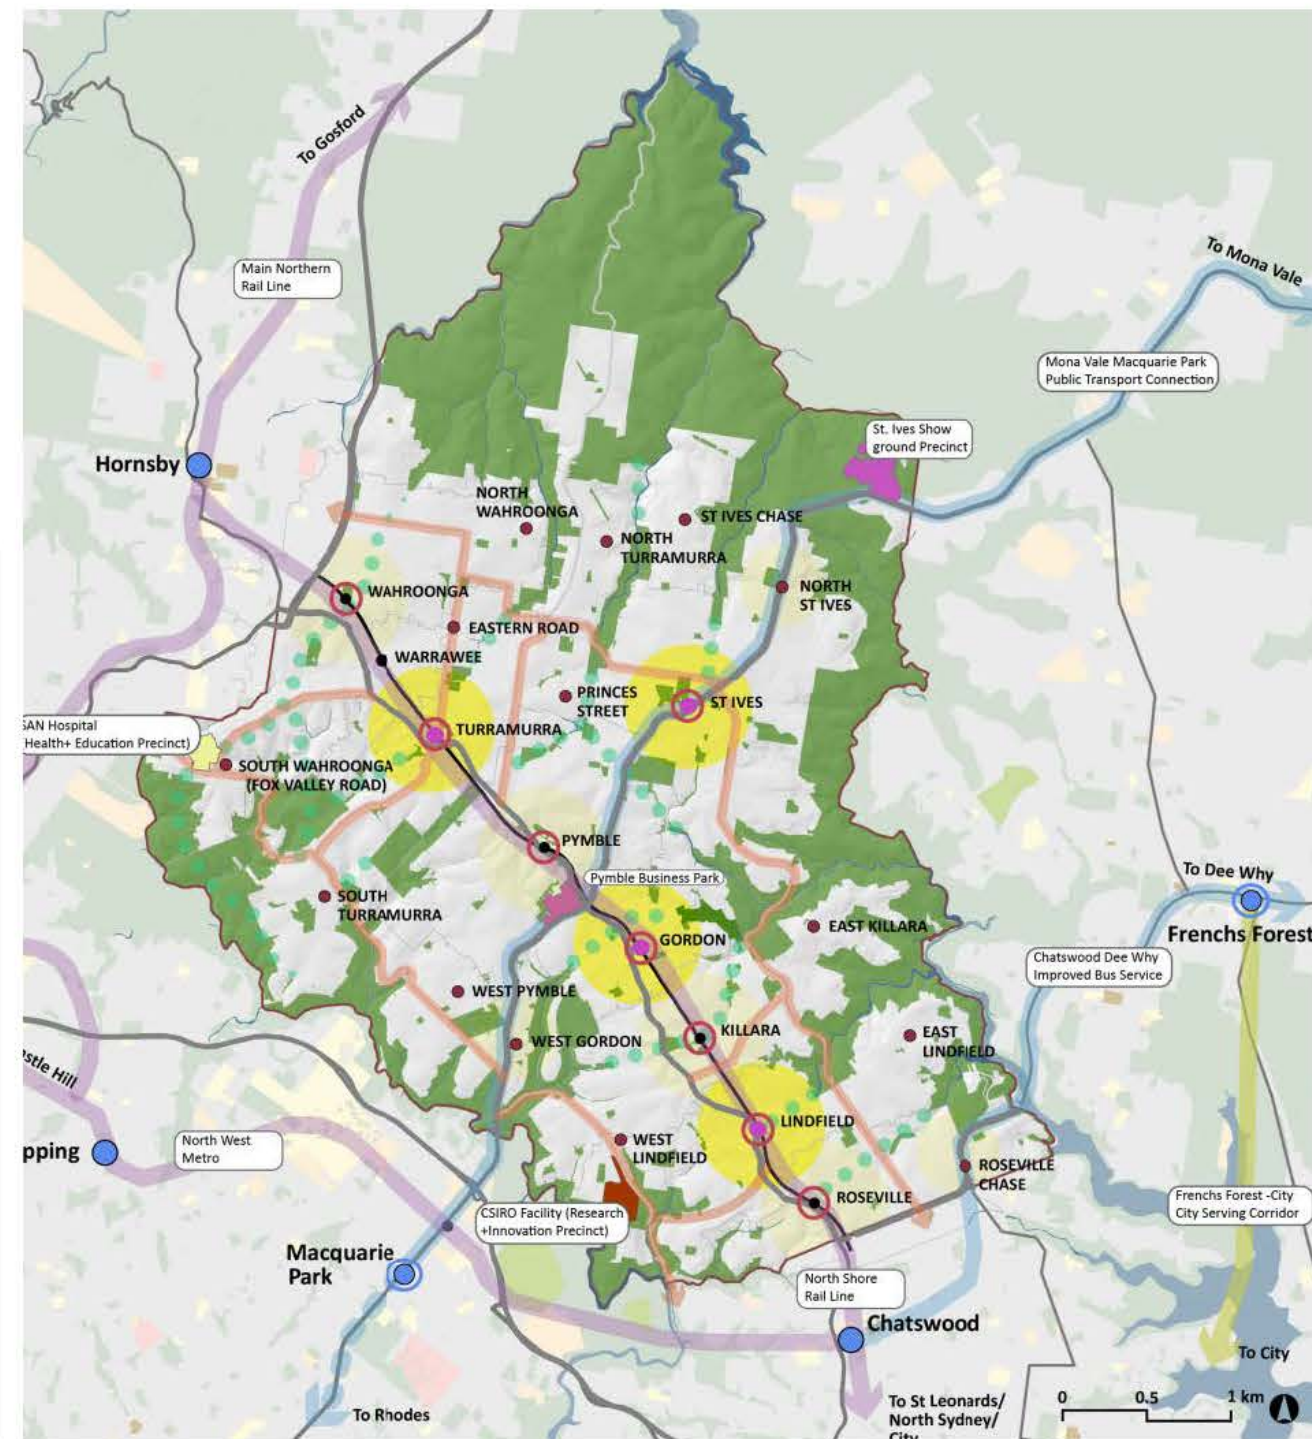 To Gosford
Main Northern
Rail Line
To Mona Vale
Mona Vale Macquarie Park
Public Transport Connection
St. Ives Show
ground Precinct
Hornsby
NORTH
WAHROONGA
ST IVES CHASE
NORTH
TURRAMURRA
NORTH
ST IVES
WAHROONGA
EASTERN ROAD
WARRAWEE
PRINCES
STREET
ST IVES
TURRAMURRA
SAN Hospital
Health+ Education Precinct)
SOUTH WAHROONGA
(FOX VALLEY ROAD)
PYMBLE
Pymble Business Park
To Dee Why
SOUTH
TURRAMURRA
EAST KILLARA
GORDON
Frenchs Forest
Chatswood Dee Why
Improved Bus Service
WEST PYMBLE
KILLARA
WEST GORDON
EAST
LINDFIELD
stle Hill
LINDFIELD
pping
North West
Metro
WEST
LINDFIELD
ROSEVILLE
CHASE
ROSEVILLE
Frenchs Forest -City
City Serving Corridor
CSIRO Facility (Research
+Innovation Precinct)
Macquarie
Park
North Shore
Rail Line
Chatswood
To City
To Rhodes
To St Leonards/
North Sydney/
City
0 0.5 1 km